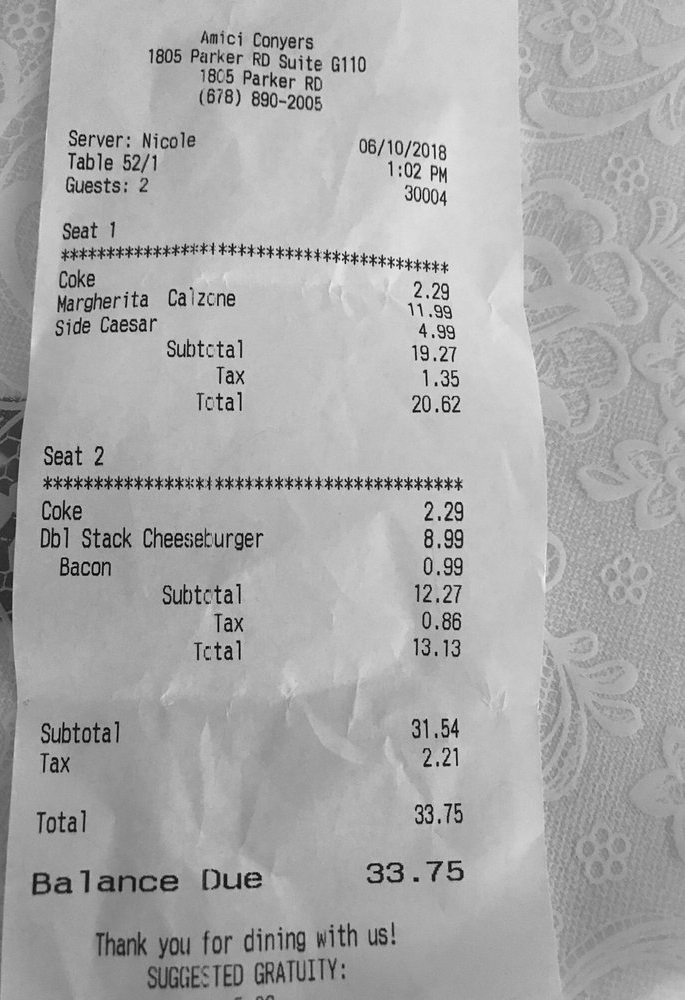 Amici Conyers
1805 Parker RD Suite G110
1805 Parker RD
(678) 890-2005
Server: Nicole 06/10/2018
Table 52/1 1:02 PM
Guests: 2 30004
Seat 1
******************************************
Coke 2.29
Margherita Calzone 11.99
Side Caesar 4.99
Subtotal 19.27
Tax 1.35
Total 20.62
Seat 2
******************************************
Coke 2.29
Dbl Stack Cheeseburger 8.99
Bacon 0.99
Subtotal 12.27
Tax 0.86
Total 13.13
Subtotal 31.54
Tax 2.21
Total 33.75
Balance Due 33.75
Thank you for dining with us!
SUGGESTED GRATUITY: